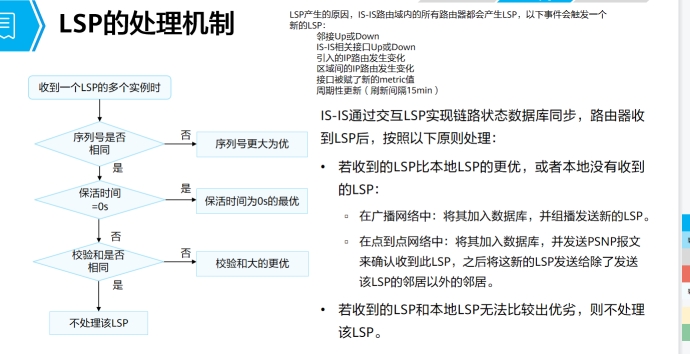 LSP的处理机制
收到一个LSP的多个实例时
序列号是否
相同
否
序列号更大为优
是
保活时间
=0s
是
保活时间为0s的最优
否
校验和是否
相同
否
校验和大的更优
是
不处理该LSP
LSP产生的原因，IS-IS路由域内的所有路由器都会产生LSP，以下事件会触发一个
新的LSP：
邻接Up或Down
IS-IS相关接口Up或Down
引入的IP路由发生变化
区域间的IP路由发生变化
接口被赋了新的metric值
周期性更新（刷新间隔15min）
IS-IS通过交互LSP实现链路状态数据库同步，路由器收
到LSP后，按照以下原则处理：
• 若收到的LSP比本地LSP的更优，或者本地没有收到
的LSP：
▫ 在广播网络中：将其加入数据库，并组播发送新的LSP。
▫ 在点到点网络中：将其加入数据库，并发送PSNP报文
来确认收到此LSP，之后将这新的LSP发送给除了发送
该LSP的邻居以外的邻居。
• 若收到的LSP和本地LSP无法比较出优劣，则不处理
该LSP。